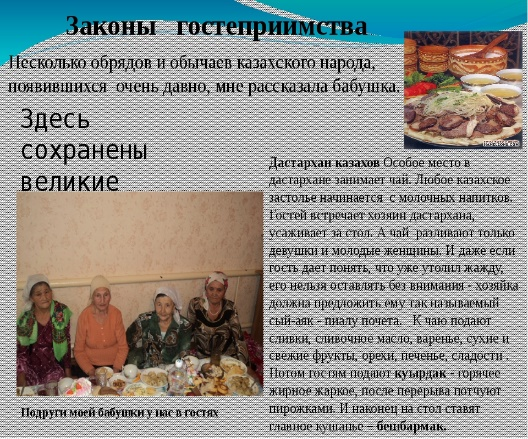 Законы гостеприимства
Несколько обрядов и обычаев казахского народа,
появившихся очень давно, мне рассказала бабушка.
Здесь
сохранены
великие
Дастархан казахов Особое место в
дастархане занимает чай. Любое казахское
застолье начинается с молочных напитков.
Гостей встречает хозяин дастархана,
усаживает за стол. А чай разливают только
девушки и молодые женщины. И даже если
гость дает понять, что уже утолил жажду,
его нельзя оставлять без внимания - хозяйка
должна предложить ему так называемый
сый-аяк - пиалу почета. К чаю подают
сливки, сливочное масло, варенье, сухие и
свежие фрукты, орехи, печенье, сладости .
Потом гостям подают куырдак - горячее
жирное жаркое, после перерыва потчуют
пирожками. И наконец на стол ставят
главное кушанье – бешбармак.
Подруги моей бабушки у нас в гостях